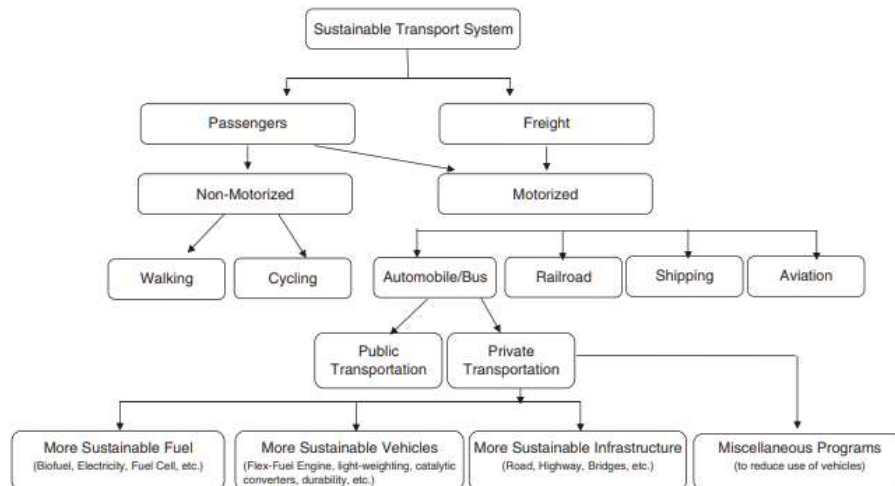 Sustainable Transport System
Passengers
Freight
Non-Motorized
Motorized
Walking
Cycling
Automobile/Bus
Railroad
Shipping
Aviation
Public
Transportation
Private
Transportation
More Sustainable Fuel
(Biofuel, Electricity, Fuel Cell, etc.)
More Sustainable Vehicles
(Flex-Fuel Engine, light-weighting, catalytic
converters, durability, etc.)
More Sustainable Infrastructure
(Road, Highway, Bridges, etc.)
Miscellaneous Programs
(to reduce use of vehicles)